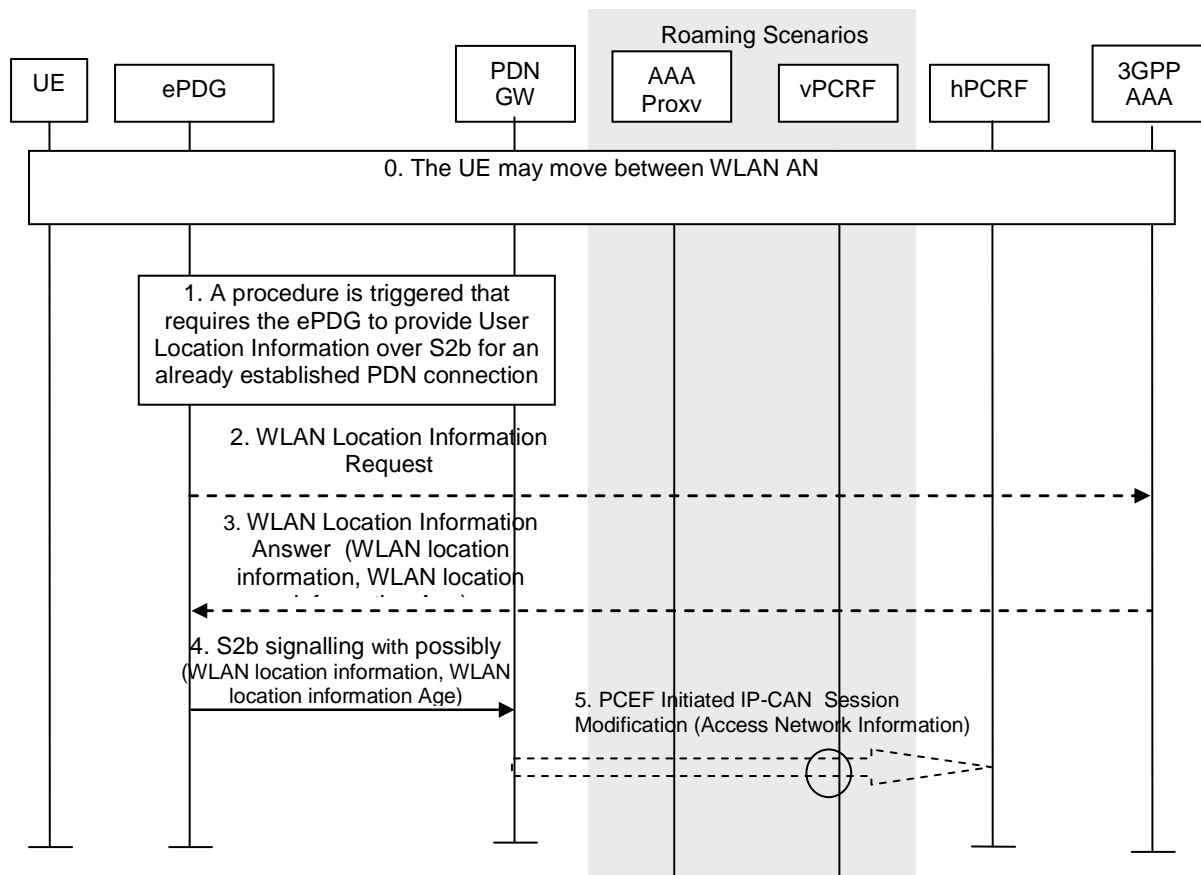 Roaming Scenarios
UE
ePDG
PDN
GW
AAA
Proxv
vPCRF
hPCRF
3GPP
AAA
0. The UE may move between WLAN AN
1. A procedure is triggered that
requires the ePDG to provide User
Location Information over S2b for an
already established PDN connection
2. WLAN Location Information
Request
3. WLAN Location Information
Answer (WLAN location
information, WLAN location
4. S2b signalling with possibly
(WLAN location information, WLAN
location information Age)
5. PCEF Initiated IP-CAN Session
Modification (Access Network Information)